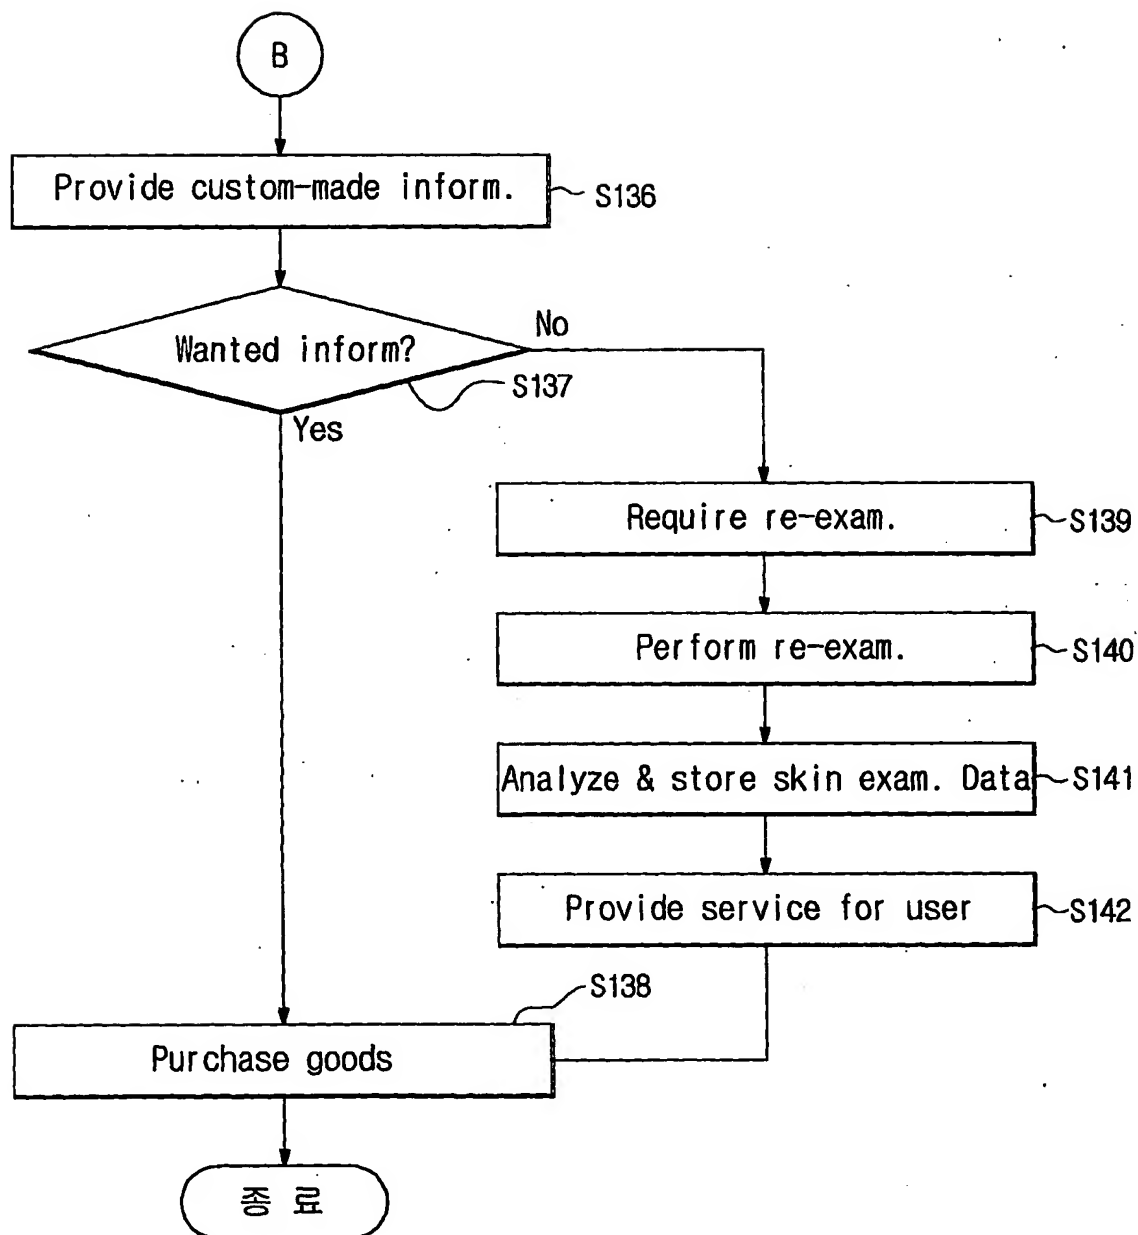 B
Provide custom-made inform.
S136
Wanted inform?
No
S137
Yes
Require re-exam.
S139
Perform re-exam.
S140
Analyze & store skin exam. Data
S141
Provide service for user
S142
S138
Purchase goods
종 료